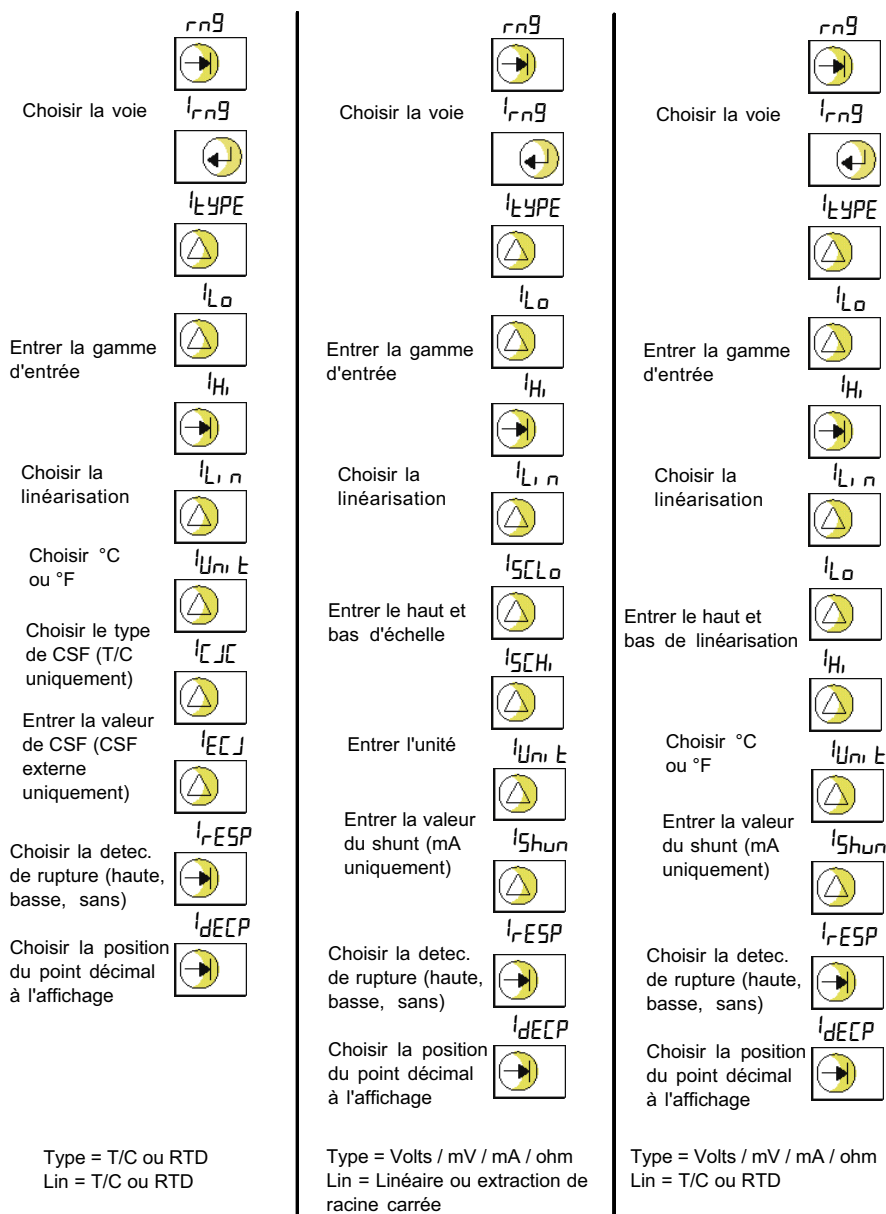 rng
Choisir la voie
1rng
1tYPE
1Lo
Entrer la gamme
d'entrée
1Hi
Choisir la
linéarisation
1Lin
Choisir °C
ou °F
1Unit
Choisir le type
de CSF (T/C
uniquement)
1CJC
Entrer la valeur
de CSF (CSF
externe
uniquement)
1ECJ
1rESP
Choisir la detec.
de rupture (haute,
basse, sans)
1dECP
Choisir la position
du point décimal
à l'affichage
Type = T/C ou RTD
Lin = T/C ou RTD
rng
Choisir la voie
1rng
1tYPE
1Lo
Entrer la gamme
d'entrée
1Hi
Choisir la
linéarisation
1Lin
1SCLo
Entrer le haut et
bas d'échelle
1SCHi
Entrer l'unité
1Unit
Entrer la valeur
du shunt (mA
uniquement)
1Shun
1rESP
Choisir la detec.
de rupture (haute,
basse, sans)
1dECP
Choisir la position
du point décimal
à l'affichage
Type = Volts / mV / mA / ohm
Lin = Linéaire ou extraction de
racine carrée
rng
Choisir la voie
1rng
1tYPE
1Lo
Entrer la gamme
d'entrée
1Hi
Choisir la
linéarisation
1Lin
1Lo
Entrer le haut et
bas de linéarisation
1Hi
Choisir °C
ou °F
1Unit
Entrer la valeur
du shunt (mA
uniquement)
1Shun
1rESP
Choisir la detec.
de rupture (haute,
basse, sans)
1dECP
Choisir la position
du point décimal
à l'affichage
Type = Volts / mV / mA / ohm
Lin = T/C ou RTD